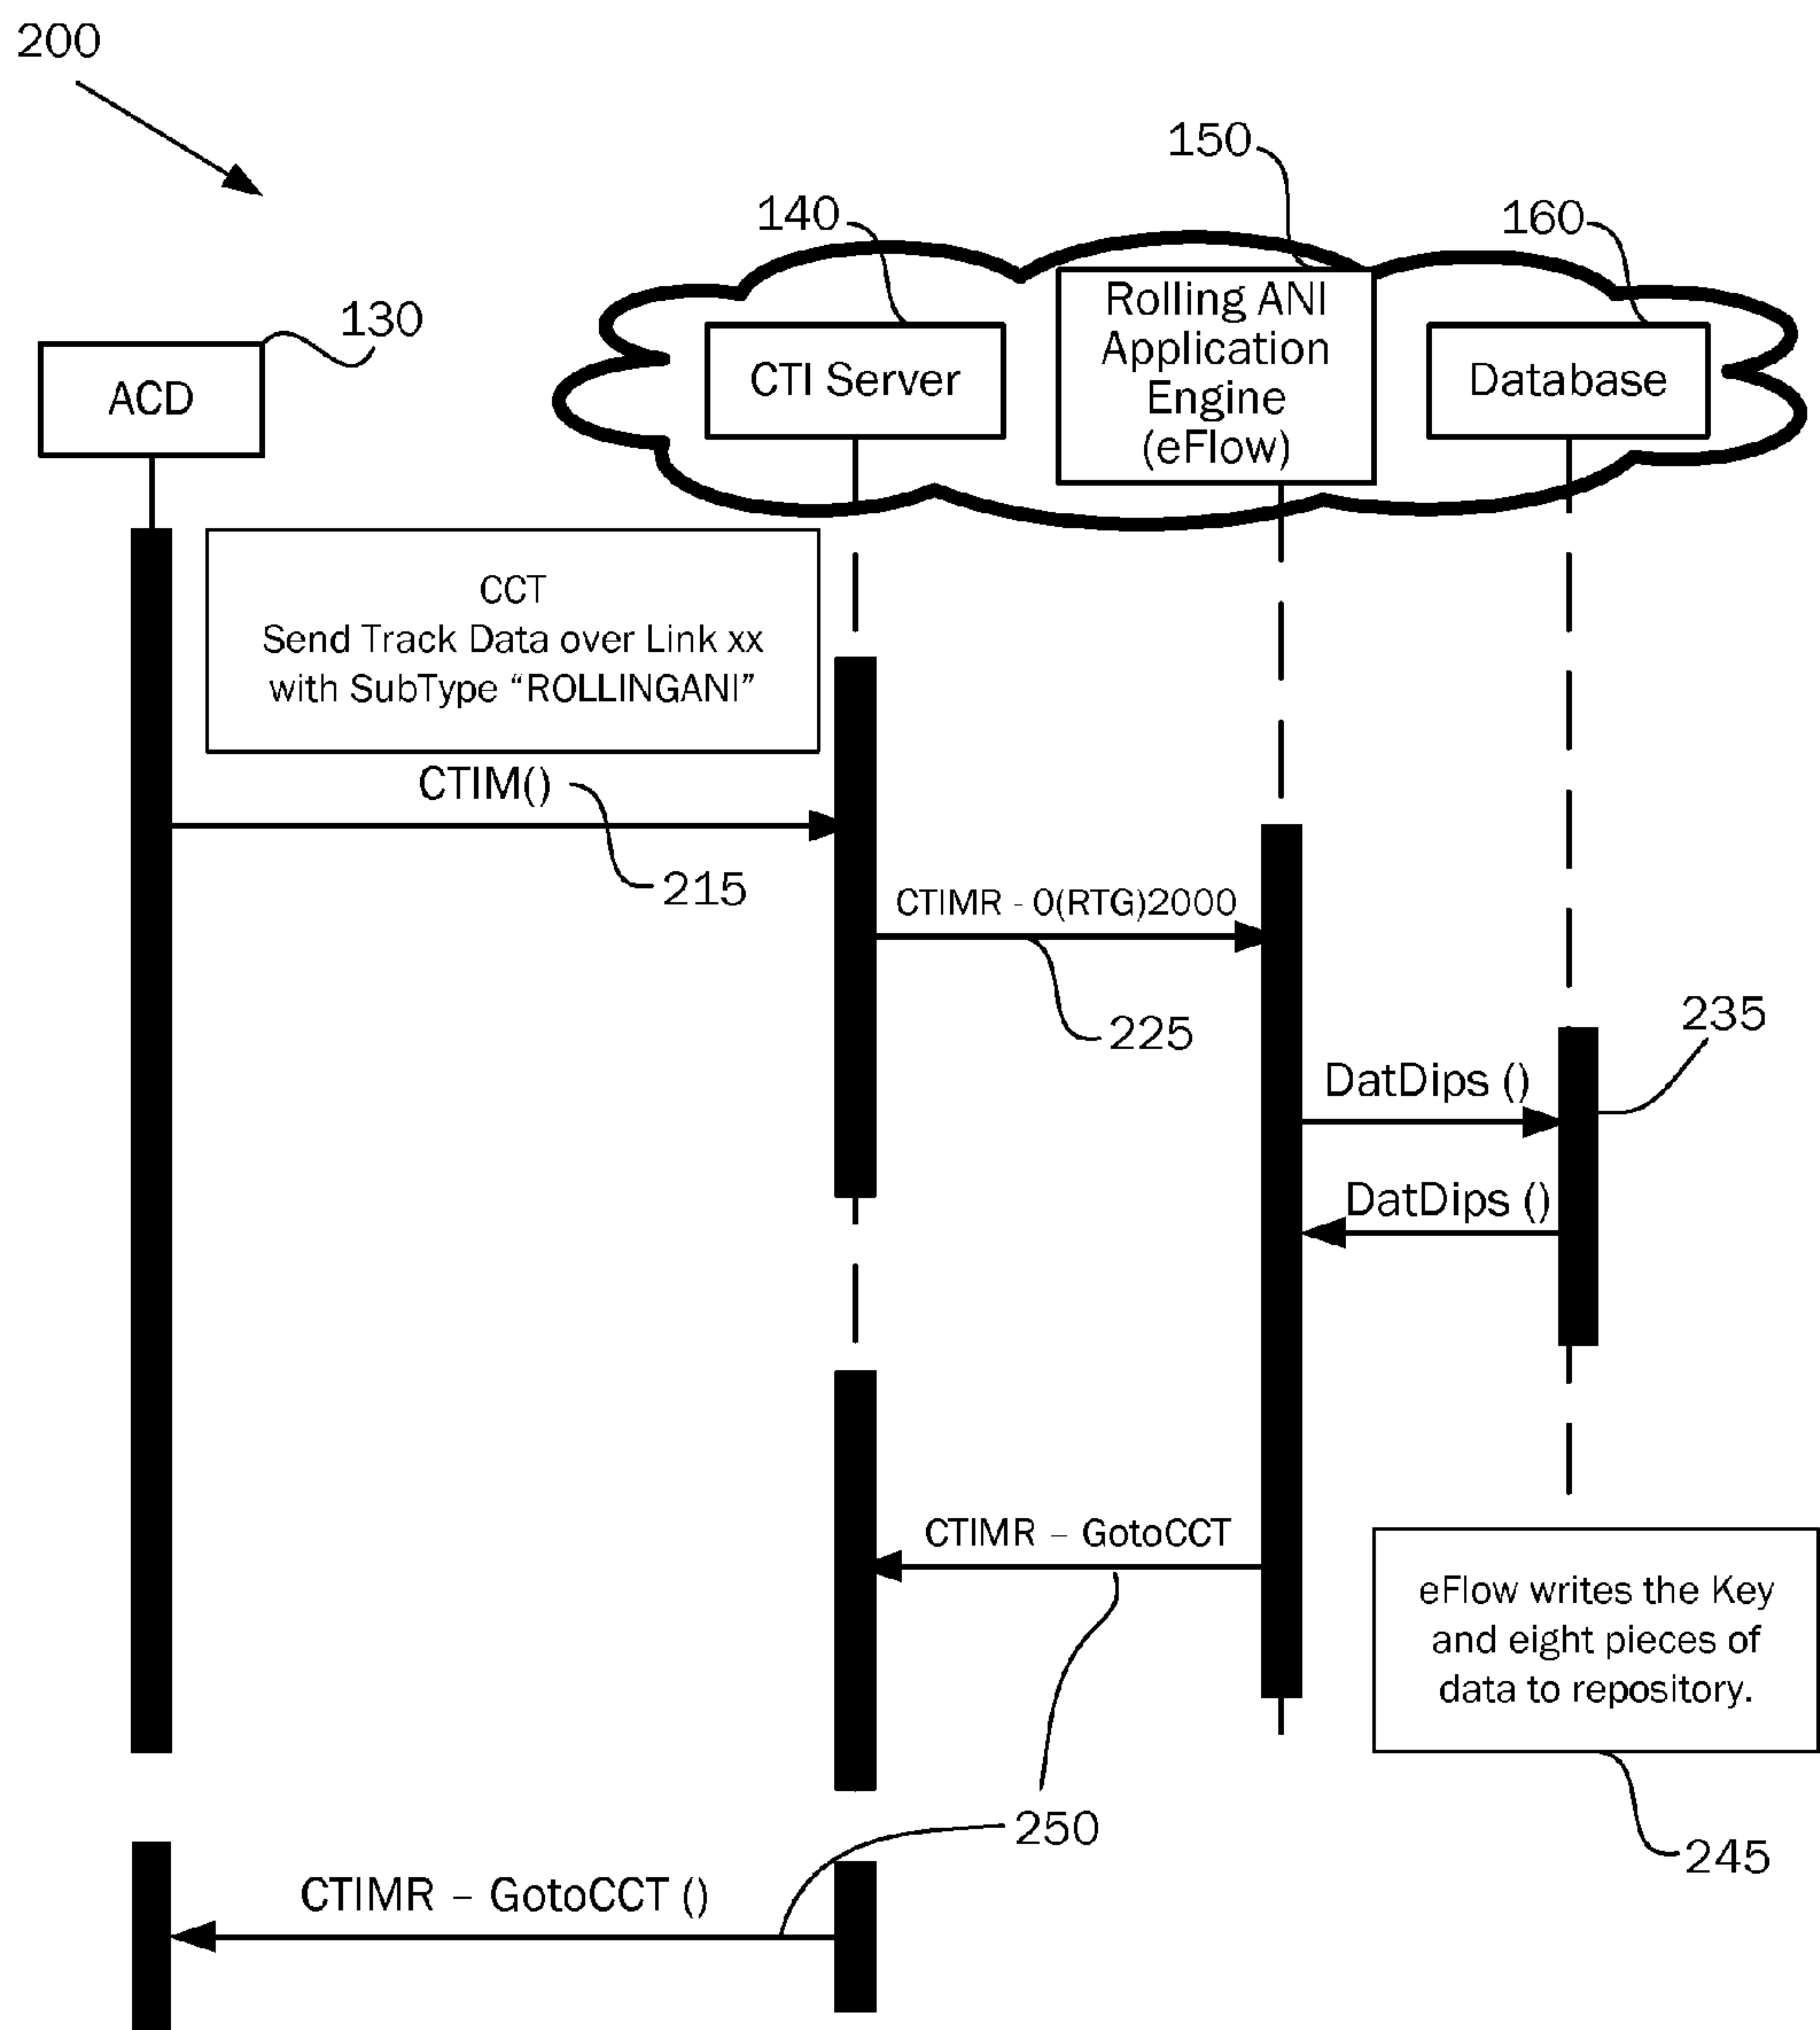 200
150
140
160
130
Rolling ANI
Application
Engine
(eFlow)
CTI Server
Database
ACD
CCT
Send Track Data over Link xx
with SubType “ROLLINGANI”
CTIM()
215
CTIMR - 0(RTG)2000
225
235
DatDips ()
DatDips ()
CTIMR – GotoCCT
eFlow writes the Key
and eight pieces of
data to repository.
250
245
CTIMR – GotoCCT ()